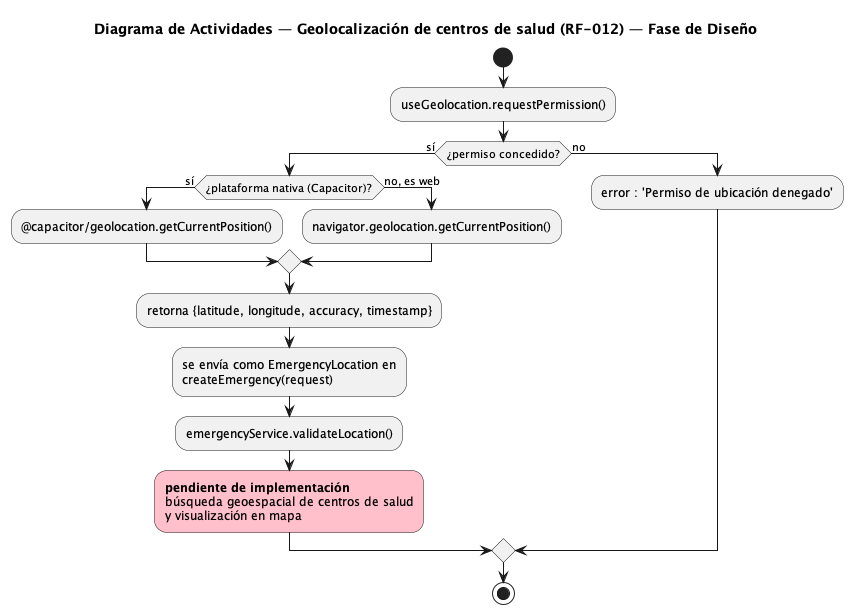 Diagrama de Actividades — Geolocalización de centros de salud (RF-012) — Fase de Diseño
useGeolocation.requestPermission()
sí
¿permiso concedido?
no
sí
¿plataforma nativa (Capacitor)?
no, es web
error : 'Permiso de ubicación denegado'
@capacitor/geolocation.getCurrentPosition()
navigator.geolocation.getCurrentPosition()
retorna {latitude, longitude, accuracy, timestamp}
se envía como EmergencyLocation en
createEmergency(request)
emergencyService.validateLocation()
pendiente de implementación
búsqueda geoespacial de centros de salud
y visualización en mapa